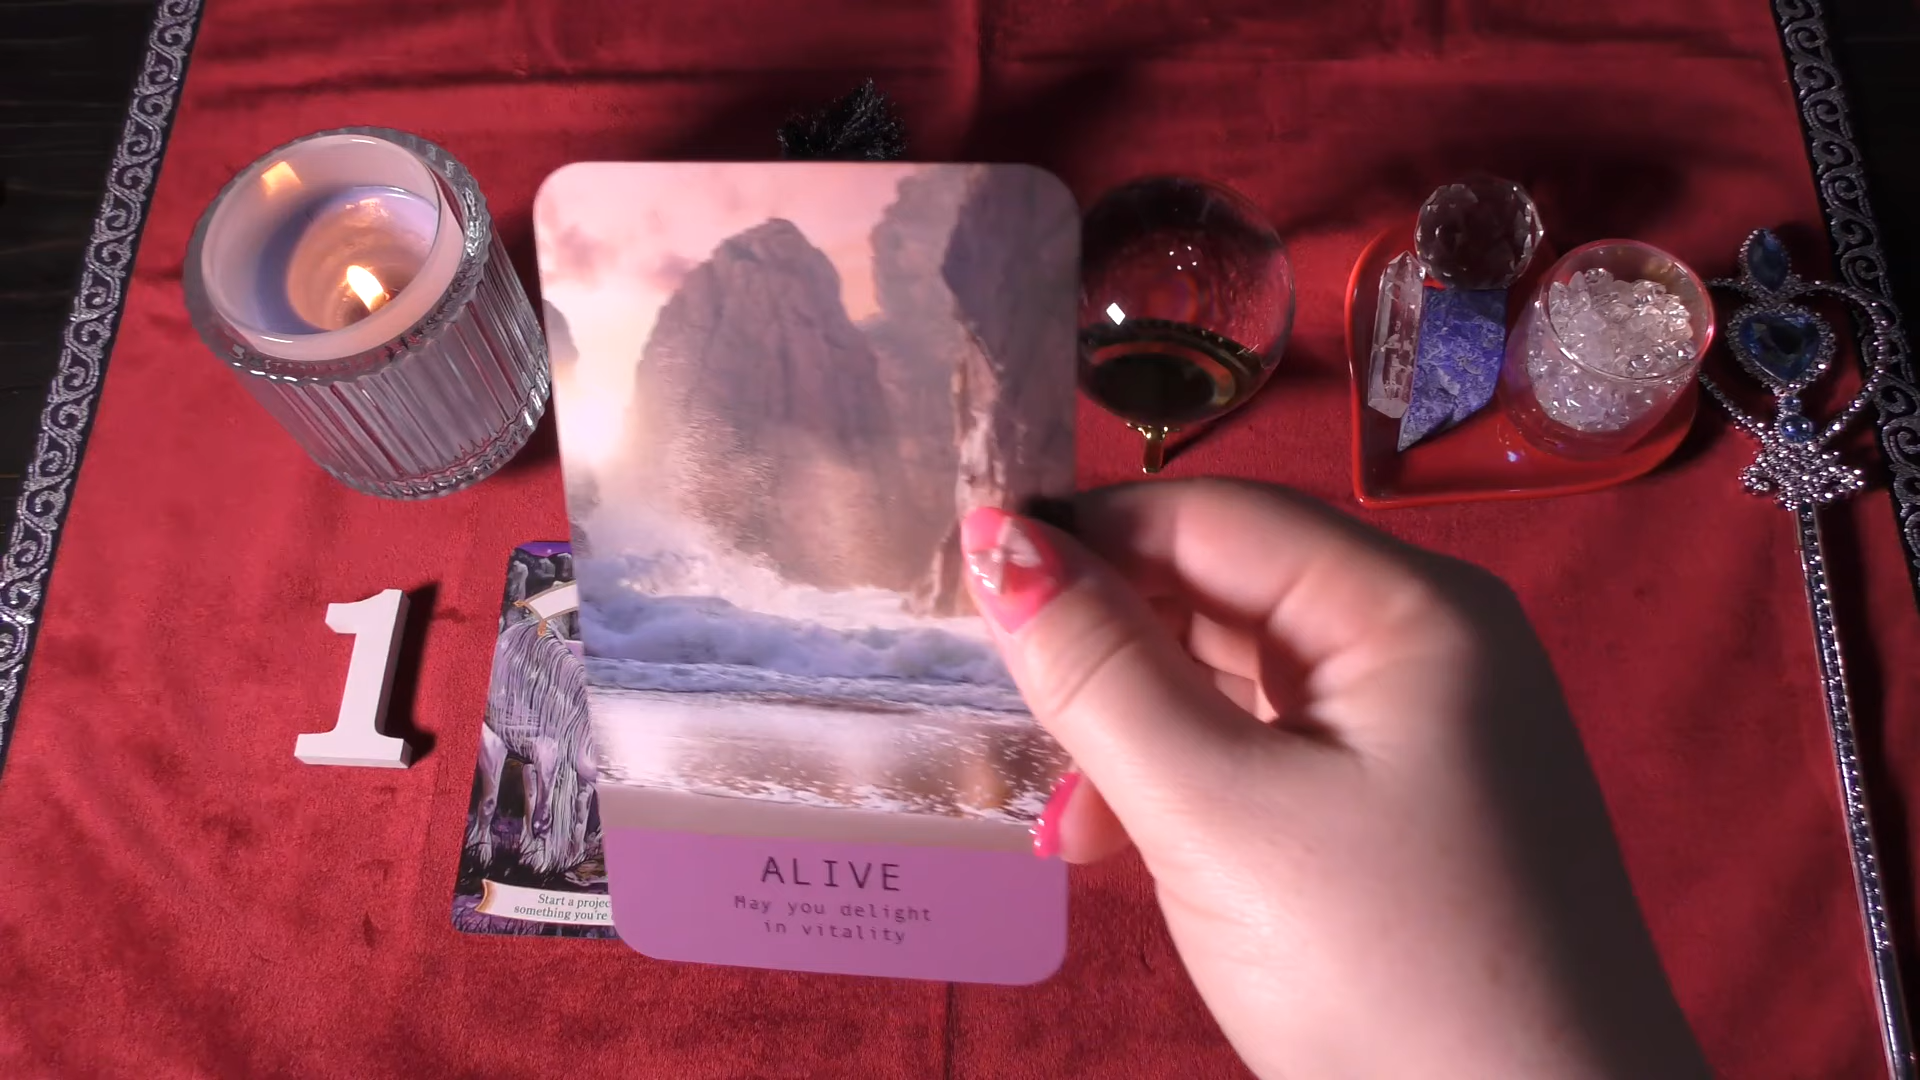 1
Start a projec
something you're
ALIVE
May you delight
in vitality